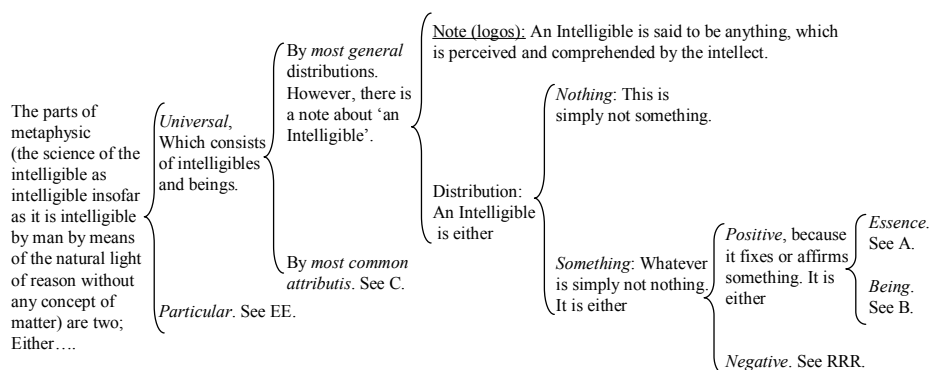 The parts of
metaphysic
(the science of the
intelligible as
intelligible insofar
as it is intelligible
by man by means
of the natural light
of reason without
any concept of
matter) are two;
Either….
Universal,
Which consists
of intelligibles
and beings.
Particular. See EE.
By most general
distributions.
However, there is
a note about ‘an
Intelligible’.
By most common
attributis. See C.
Note (logos): An Intelligible is said to be anything, which
is perceived and comprehended by the intellect.
Distribution:
An Intelligible
is either
Nothing: This is
simply not something.
Something: Whatever
is simply not nothing.
It is either
Positive, because
it fixes or affirms
something. It is
either
Negative. See RRR.
Essence.
See A.
Being.
See B.